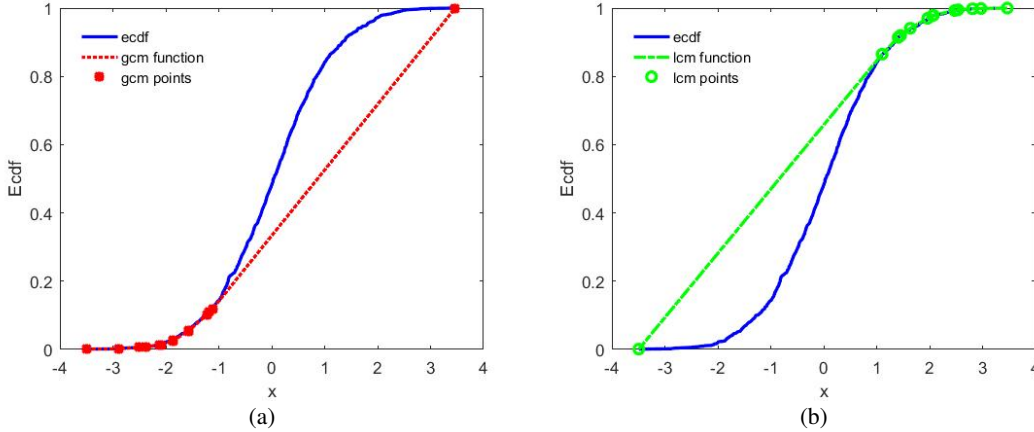 1
0.8
0.6
0.4
0.2
0
Ecdf
ecdf
gcm function
gcm points
-4 -3 -2 -1 0 1 2 3 4
x
(a)
1
0.8
0.6
0.4
0.2
0
Ecdf
ecdf
lcm function
lcm points
-4 -3 -2 -1 0 1 2 3 4
x
(b)